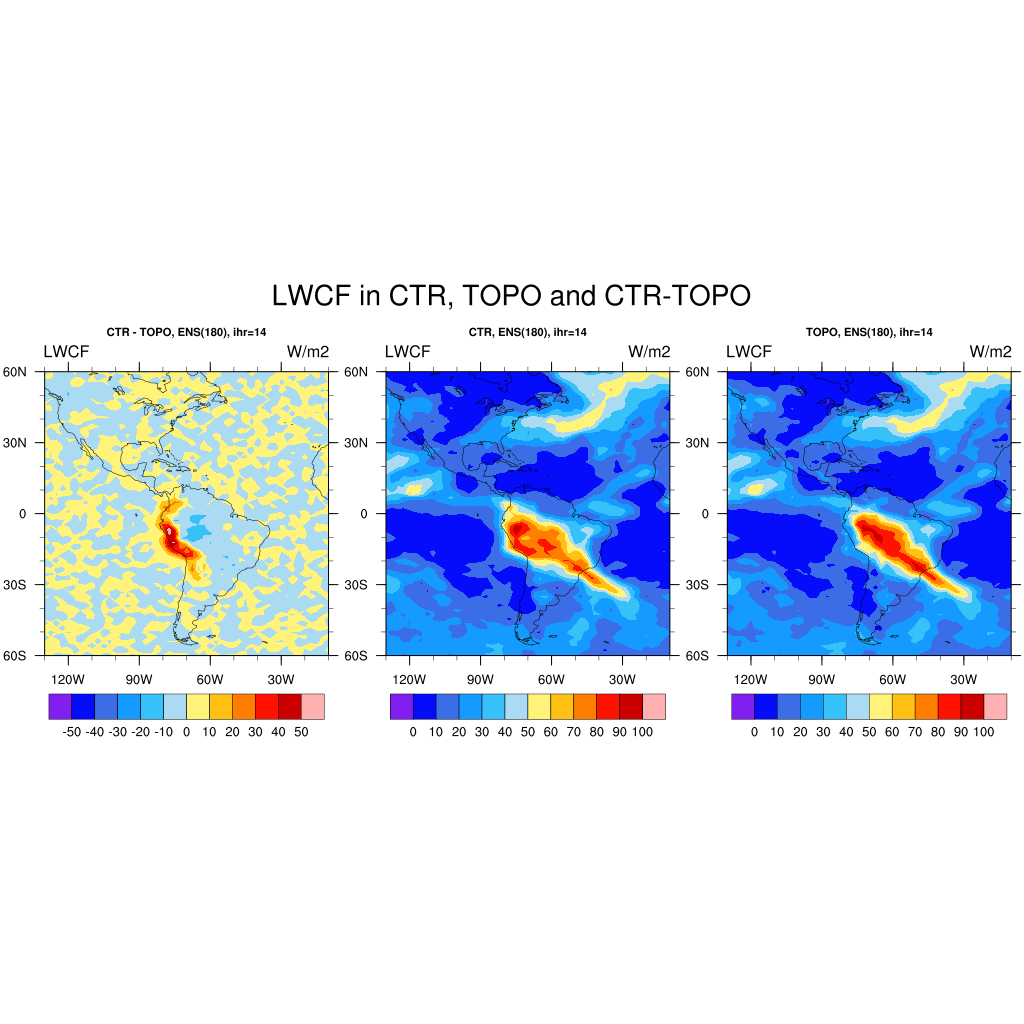 LWCF in CTR, TOPO and CTR-TOPO
CTR - TOPO, ENS(180), ihr=14
LWCF W/m2
60N
30N
0
30S
60S
120W 90W 60W 30W
-50 -40 -30 -20 -10 0 10 20 30 40 50
CTR, ENS(180), ihr=14
LWCF W/m2
60N
30N
0
30S
60S
120W 90W 60W 30W
0 10 20 30 40 50 60 70 80 90 100
TOPO, ENS(180), ihr=14
LWCF W/m2
60N
30N
0
30S
60S
120W 90W 60W 30W
0 10 20 30 40 50 60 70 80 90 100